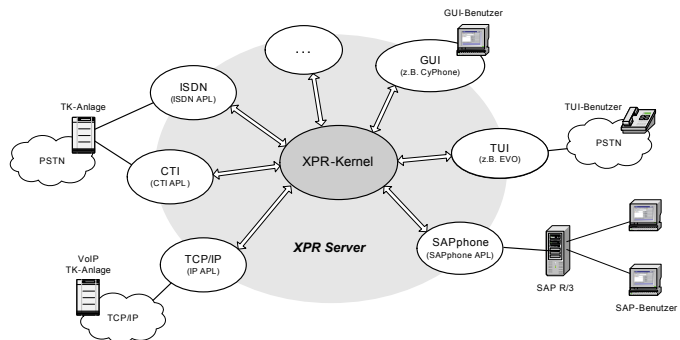 GUI-Benutzer
. . .
GUI
(z.B. CyPhone)
ISDN
(ISDN APL)
TK-Anlage
TUI-Benutzer
PSTN
PSTN
XPR-Kernel
TUI
(z.B. EVO)
CTI
(CTI APL)
XPR Server
SAPphone
(SAPphone APL)
TCP/IP
(IP APL)
VoIP
TK-Anlage
SAP R/3
SAP-Benutzer
TCP/IP